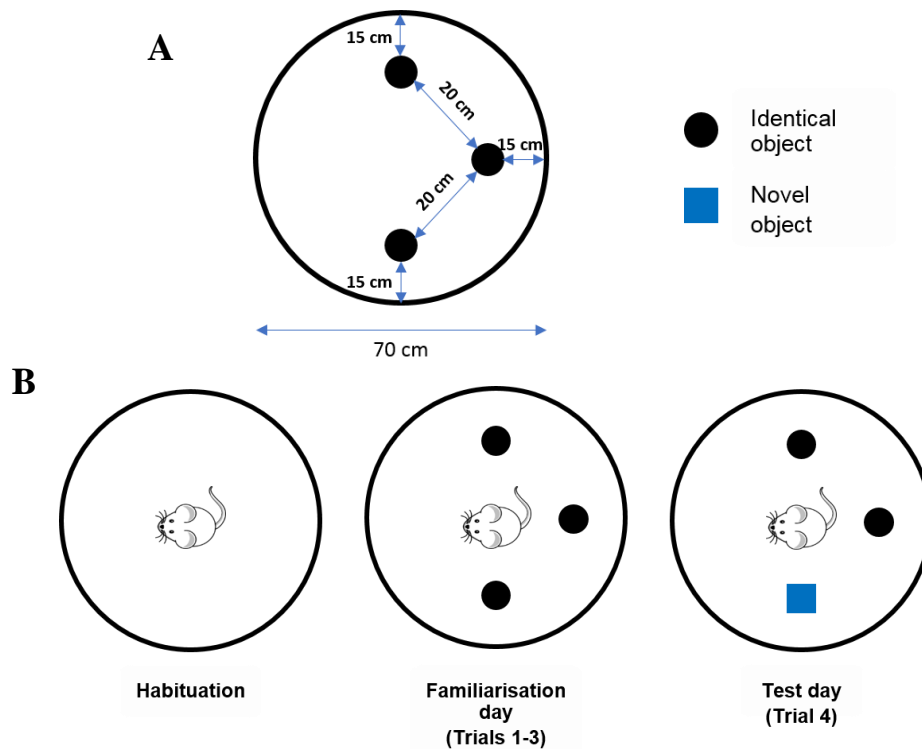 A
15 cm
20 cm
15 cm
20 cm
15 cm
70 cm
Identical
object
Novel
object
B
Habituation
Familiarisation
day
(Trials 1-3)
Test day
(Trial 4)